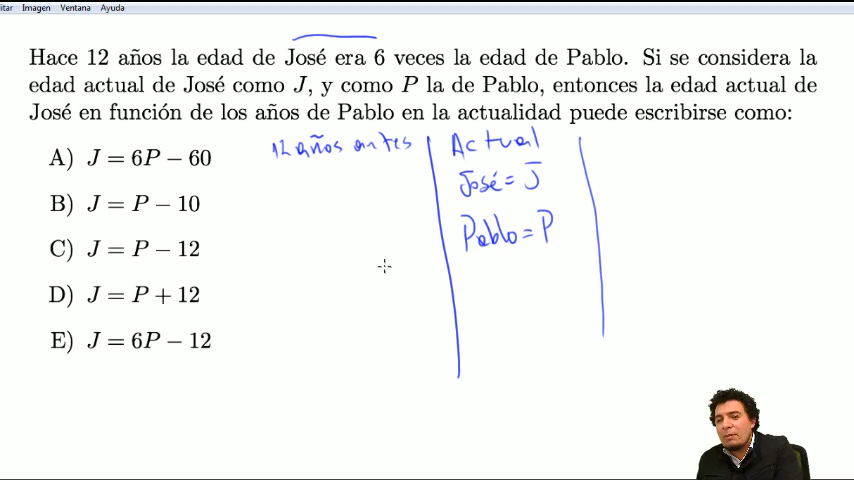 itar Imagen Ventana Ayuda
Hace 12 años la edad de José era 6 veces la edad de Pablo. Si se considera la
edad actual de José como J, y como P la de Pablo, entonces la edad actual de
José en función de los años de Pablo en la actualidad puede escribirse como:
A) J = 6P − 60
B) J = P − 10
C) J = P − 12
D) J = P + 12
E) J = 6P − 12
12 años antes
Actual
José = J
Pablo = P